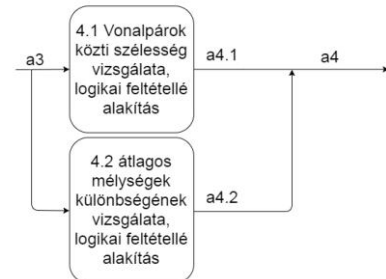 a3
4.1 Vonalpárok
közti szélesség
vizsgálata,
logikai feltétellé
alakítás
a4.1
a4
4.2 átlagos
mélységek
különbségének
vizsgálata,
logikai feltétellé
alakítás
a4.2